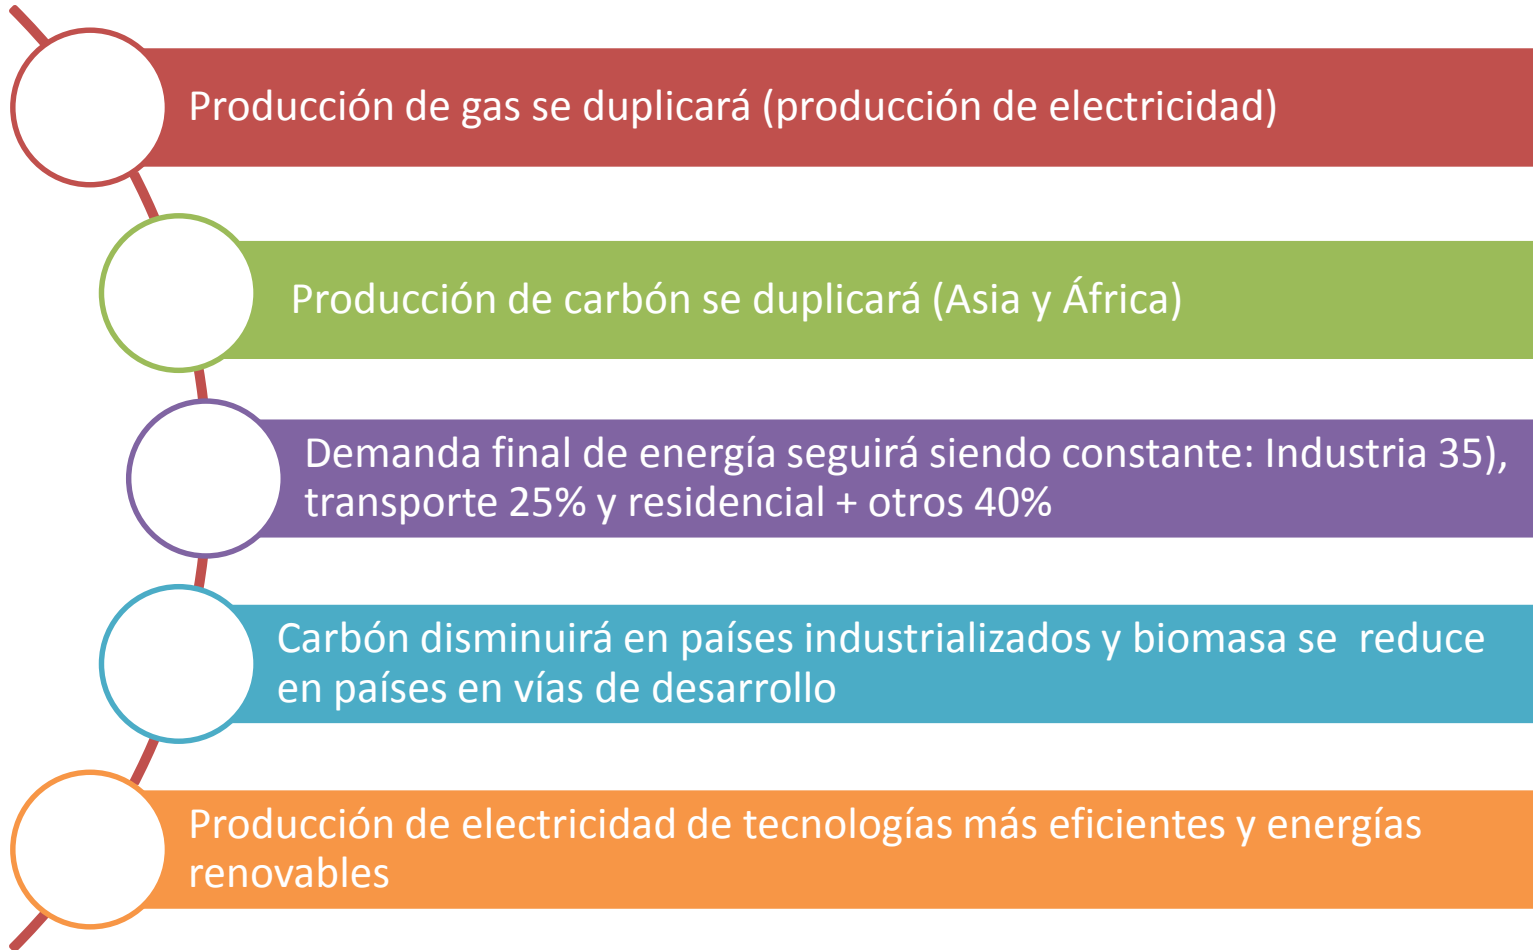 Producción de gas se duplicará (producción de electricidad)
Producción de carbón se duplicará (Asia y África)
Demanda final de energía seguirá siendo constante: Industria 35),
transporte 25% y residencial + otros 40%
Carbón disminuirá en países industrializados y biomasa se  reduce
en países en vías de desarrollo
Producción de electricidad de tecnologías más eficientes y energías
renovables